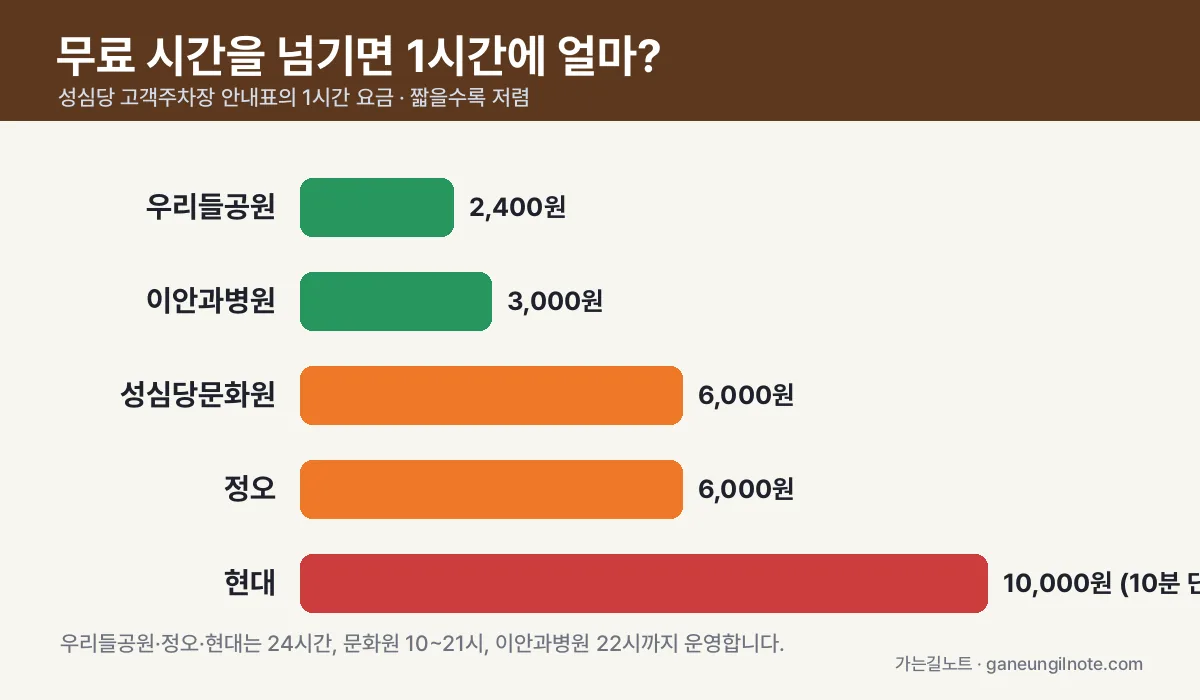 무료 시간을 넘기면 1시간에 얼마?
성심당 고객주차장 안내표의 1시간 요금 · 짧을수록 저렴
우리들공원 2,400원
이안과병원 3,000원
성심당문화원 6,000원
정오 6,000원
현대 10,000원 (10분
우리들공원·정오·현대는 24시간, 문화원 10~21시, 이안과병원 22시까지 운영합니다.
가는길노트 · ganeungilnote.com